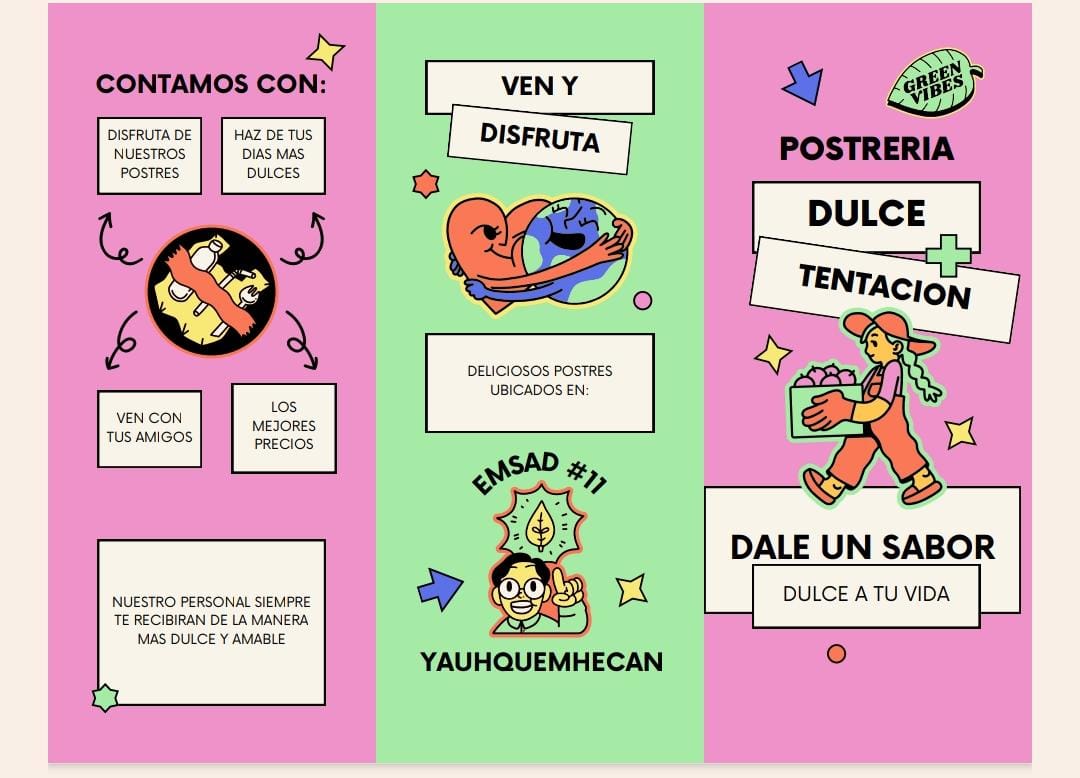 CONTAMOS CON:
DISFRUTA DE
NUESTROS
POSTRES
HAZ DE TUS
DIAS MAS
DULCES
VEN CON
TUS AMIGOS
LOS
MEJORES
PRECIOS
NUESTRO PERSONAL SIEMPRE
TE RECIBIRAN DE LA MANERA
MAS DULCE Y AMABLE
VEN Y
DISFRUTA
DELICIOSOS POSTRES
UBICADOS EN:
EMSAD #11
YAUHQUEMHECAN
GREEN
VIBES
POSTRERIA
DULCE
TENTACION
DALE UN SABOR
DULCE A TU VIDA